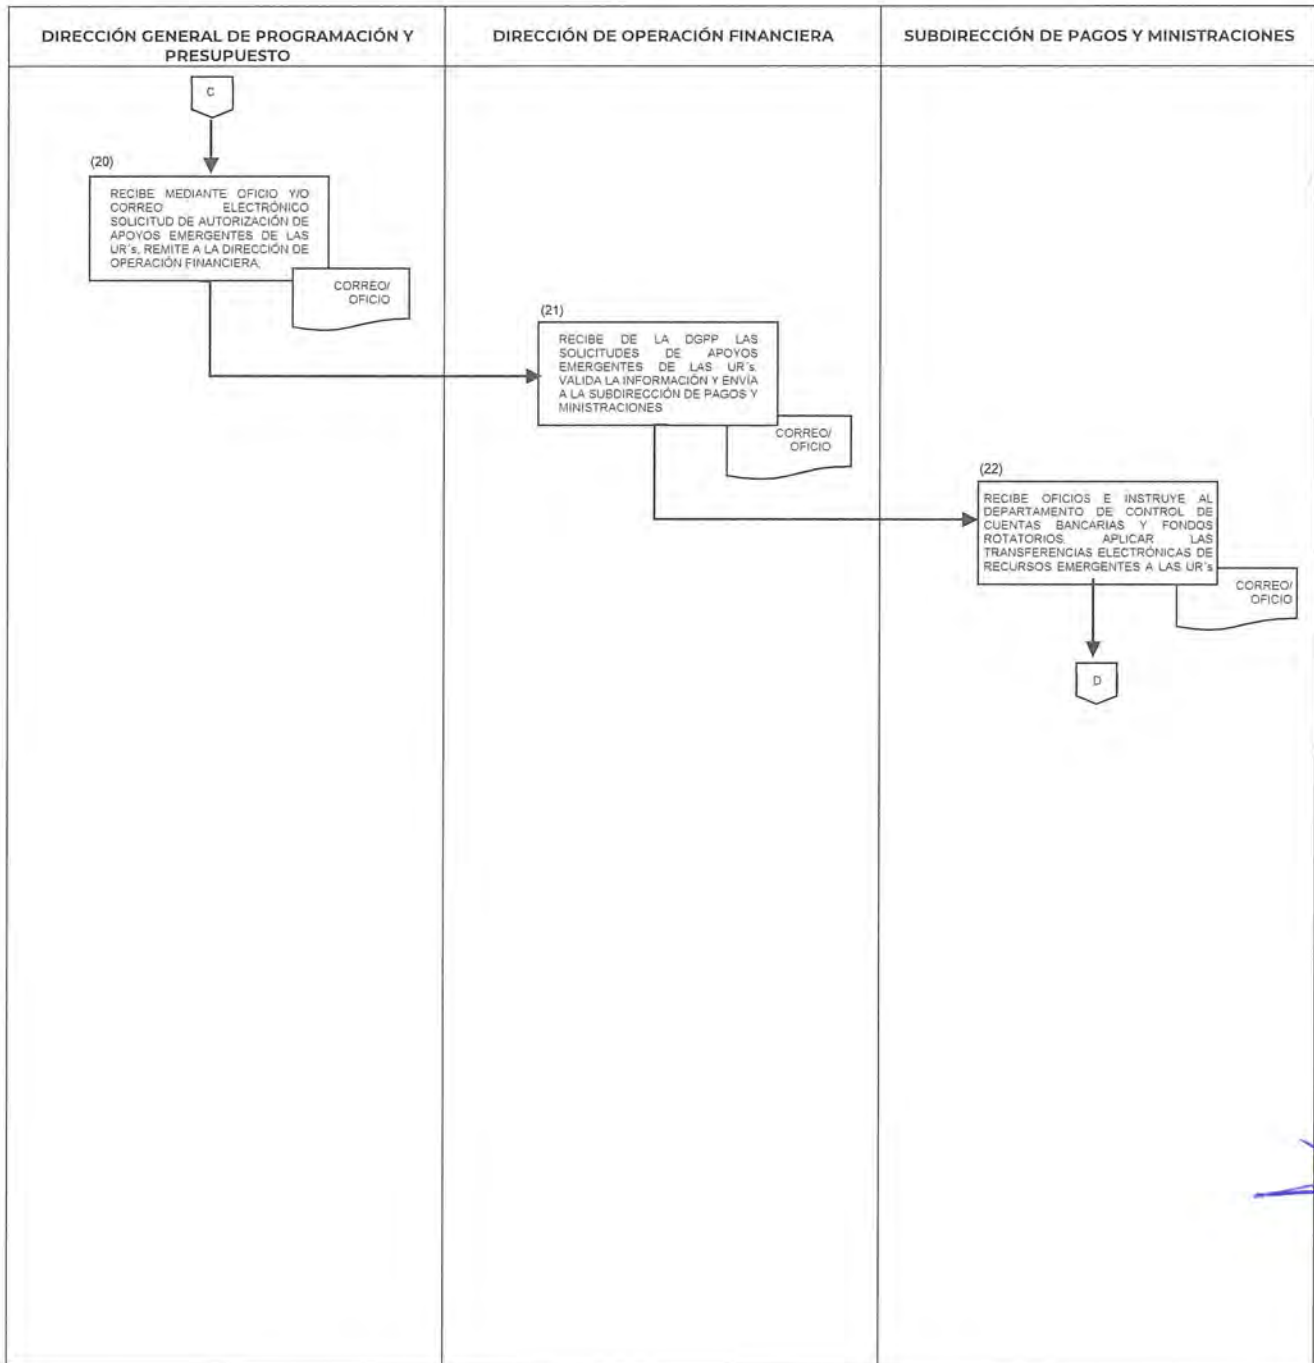 DIRECCIÓN GENERAL DE PROGRAMACIÓN Y
PRESUPUESTO
DIRECCIÓN DE OPERACIÓN FINANCIERA
SUBDIRECCIÓN DE PAGOS Y MINISTRACIONES
C
(20)
RECIBE MEDIANTE OFICIO Y/O
CORREO ELECTRÓNICO
SOLICITUD DE AUTORIZACIÓN DE
APOYOS EMERGENTES DE LAS
UR´s, REMITE A LA DIRECCIÓN DE
OPERACIÓN FINANCIERA,
CORREO/
OFICIO
(21)
RECIBE DE LA DGPP LAS
SOLICITUDES DE APOYOS
EMERGENTES DE LAS UR´s.
VALIDA LA INFORMACIÓN Y ENVÍA
A LA SUBDIRECCIÓN DE PAGOS Y
MINISTRACIONES
CORREO/
OFICIO
(22)
RECIBE OFICIOS E INSTRUYE AL
DEPARTAMENTO DE CONTROL DE
CUENTAS BANCARIAS Y FONDOS
ROTATORIOS. APLICAR LAS
TRANSFERENCIAS ELECTRÓNICAS DE
RECURSOS EMERGENTES A LAS UR´s
CORREO/
OFICIO
D